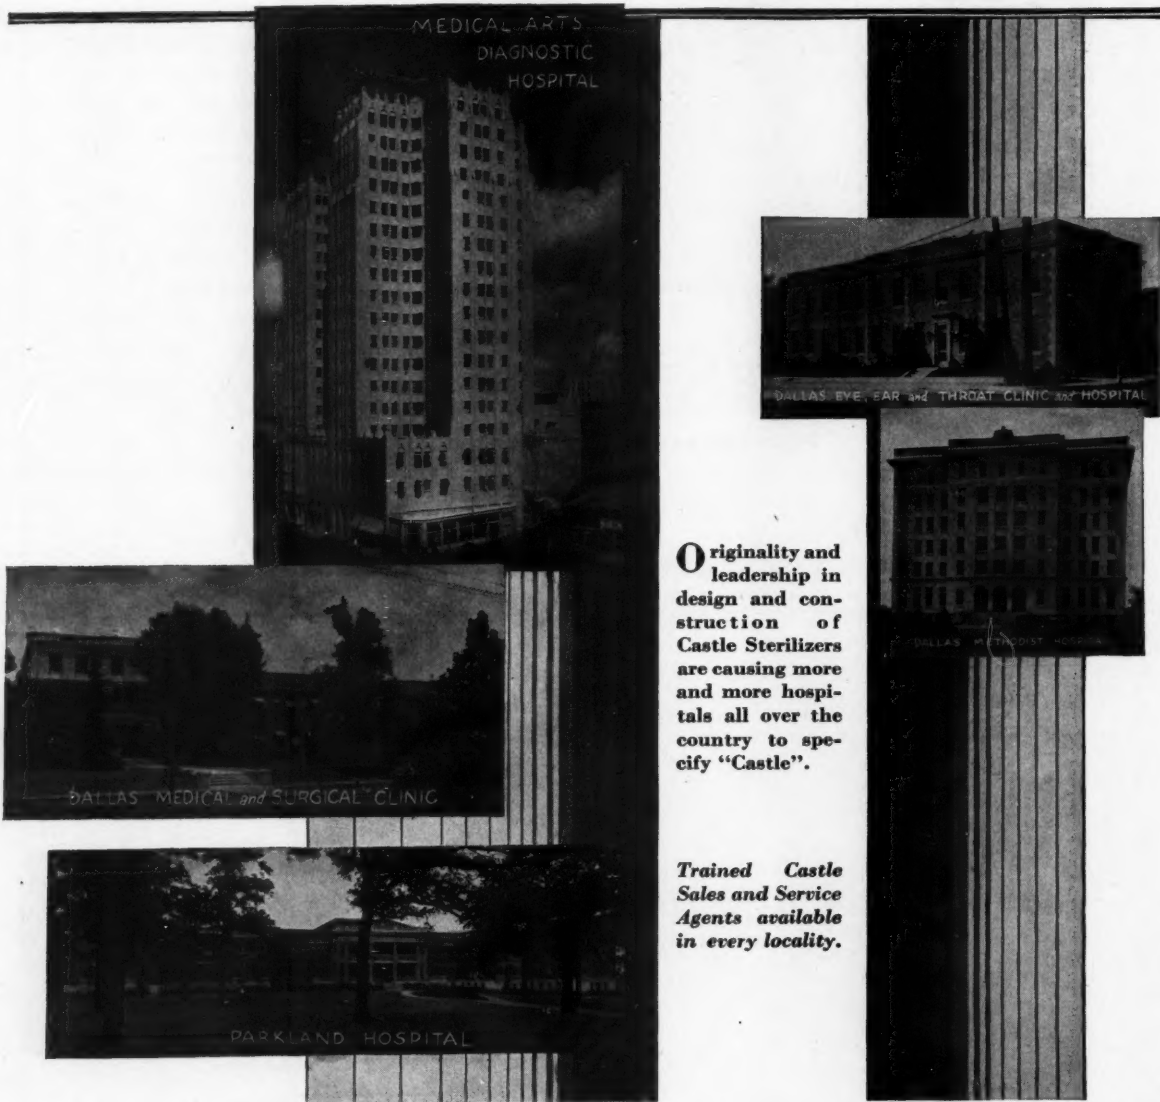 MEDICAL ARTS
DIAGNOSTIC
HOSPITAL
DALLAS EYE, EAR and THROAT CLINIC and HOSPITAL
DALLAS METHODIST HOSPITAL
DALLAS MEDICAL and SURGICAL CLINIC
PARKLAND HOSPITAL
Originality and
leadership in
design and con-
struction of
Castle Sterilizers
are causing more
and more hospi-
tals all over the
country to spe-
cify “Castle”.
Trained Castle
Sales and Service
Agents available
in every locality.